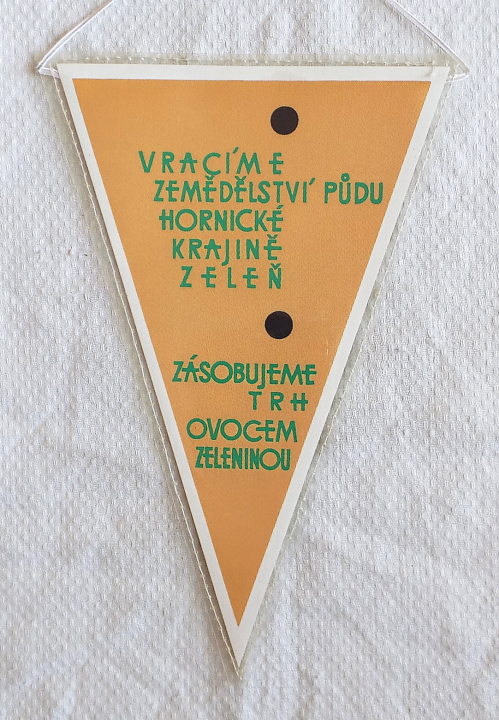 VRACÍME
ZEMĚDĚLSTVÍ PŮDU
HORNICKÉ
KRAJINĚ
ZELEŇ
ZÁSOBUJEME
TRH
OVOCEM
ZELENINOU